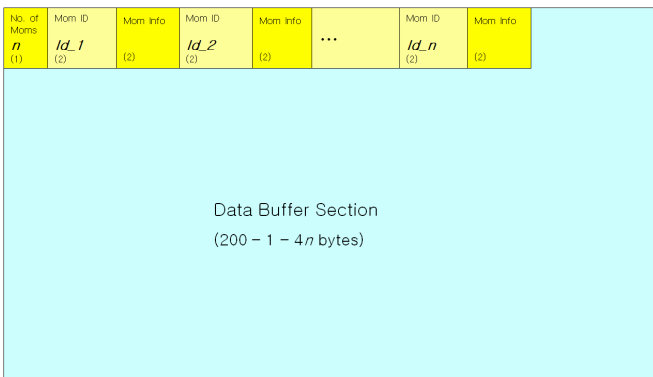 No. of
Moms
n
(1)
Mom ID
Id_1
(2)
Mom Info
(2)
Mom ID
Id_2
(2)
Mom Info
(2)
...
Mom ID
Id_n
(2)
Mom Info
(2)
Data Buffer Section
(200 – 1 – 4n bytes)